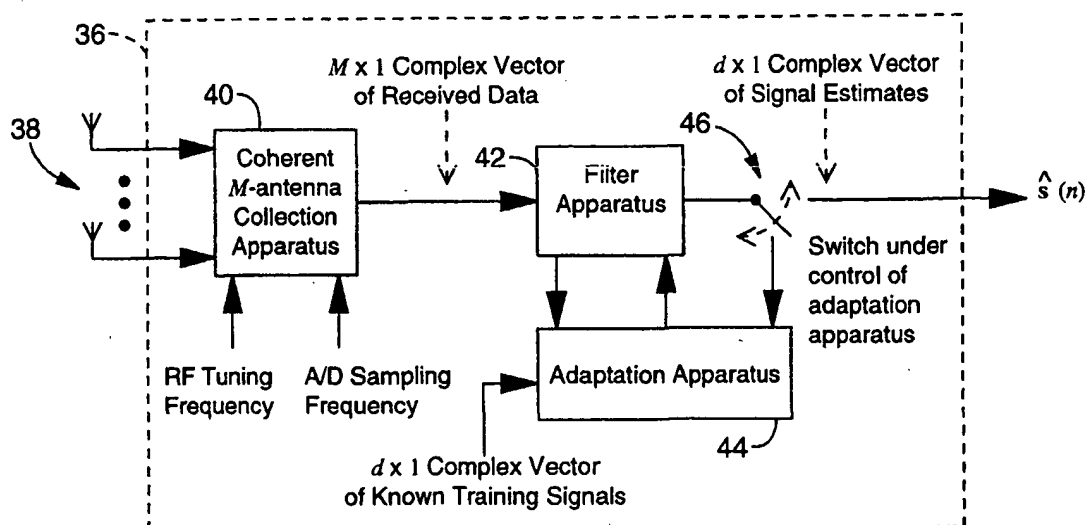 36
M x 1 Complex Vector
of Received Data
d x 1 Complex Vector
of Signal Estimates
38
40
Coherent
M-antenna
Collection
Apparatus
42
Filter
Apparatus
46
ŝ (n)
Switch under
control of
adaptation
apparatus
RF Tuning
Frequency
A/D Sampling
Frequency
Adaptation Apparatus
44
d x 1 Complex Vector
of Known Training Signals